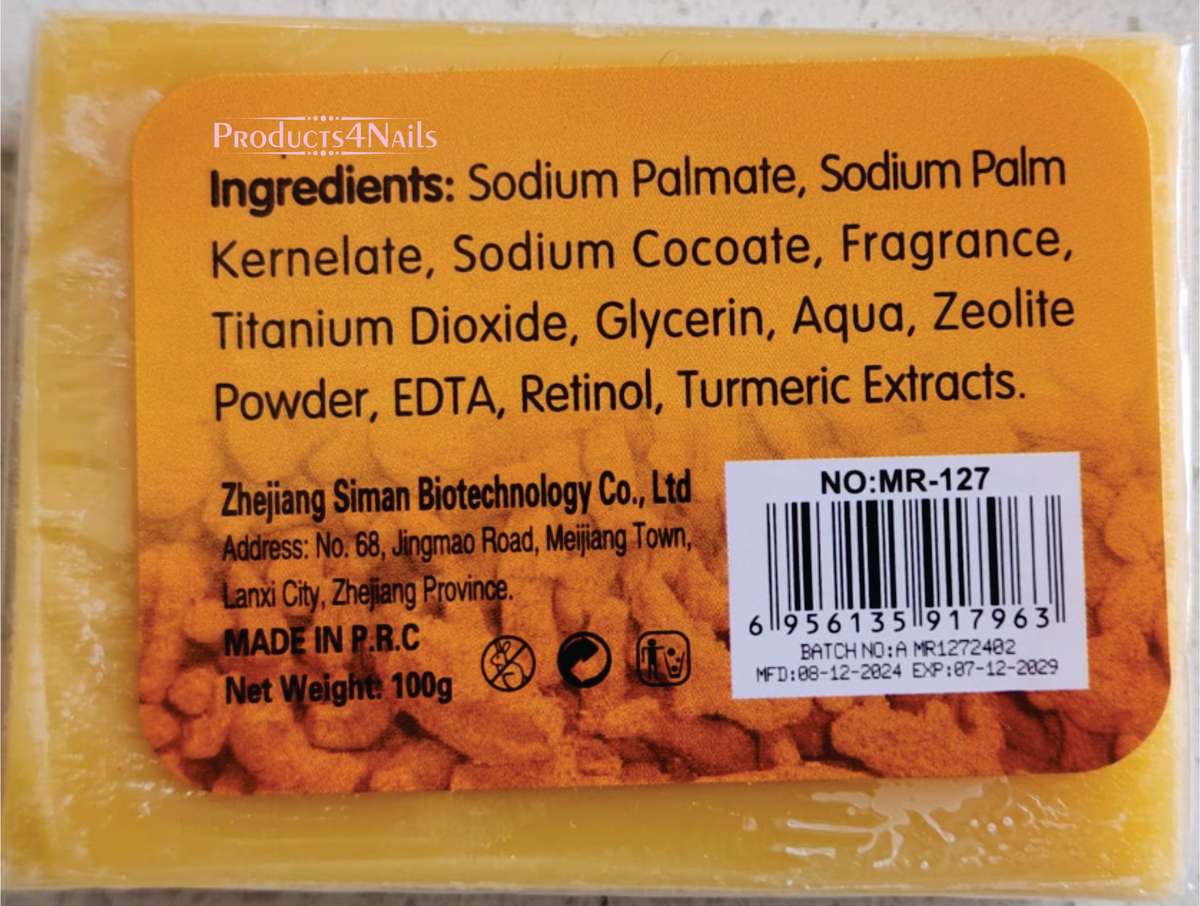 Products4Nails
Ingredients: Sodium Palmate, Sodium Palm
Kernelate, Sodium Cocoate, Fragrance,
Titanium Dioxide, Glycerin, Aqua, Zeolite
Powder, EDTA, Retinol, Turmeric Extracts.
Zhejiang Siman Biotechnology Co., Ltd
Address: No. 68, Jingmao Road, Meijiang Town,
Lanxi City, Zhejiang Province.
MADE IN P.R.C
Net Weight: 100g
NO:MR-127
6 956135 917963
BATCH NO:A MR1272402
MFD:08-12-2024 EXP:07-12-2029